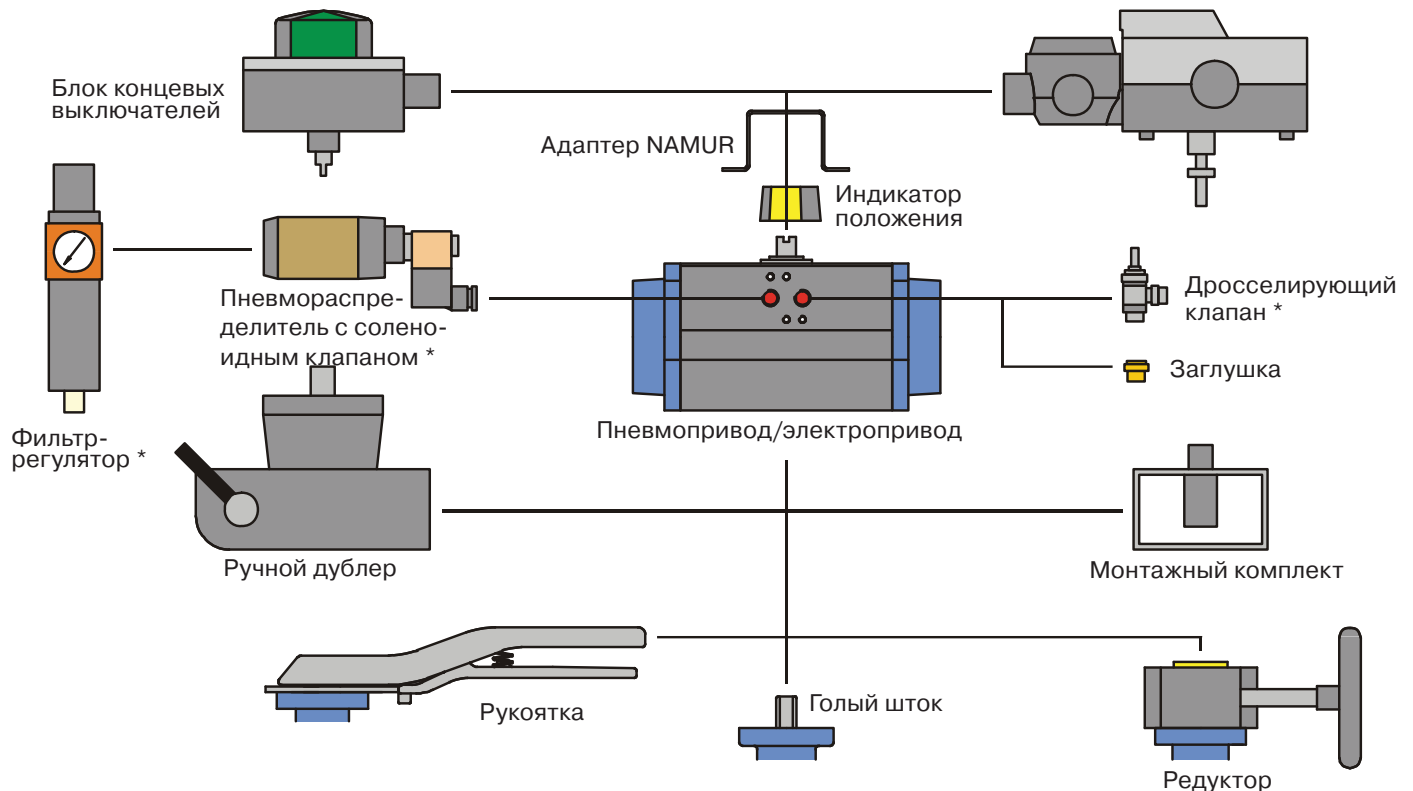 Блок концевых
выключателей
Адаптер NAMUR
Индикатор
положения
Пневмораспре-
делитель с солено-
идным клапаном *
Дросселирующий
клапан *
Заглушка
Фильтр-
регулятор *
Пневмопривод/электропривод
Ручной дублер
Монтажный комплект
Рукоятка
Голый шток
Редуктор